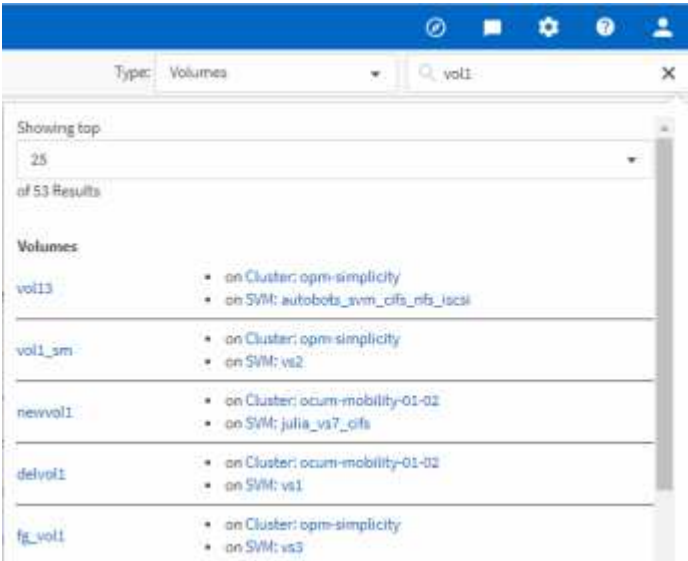 Type: Volumes vol1
Showing top
25
of 53 Results
Volumes
vol13
on Cluster: opm-simplicity
on SVM: autobots_svm_cifs_nfs_iscsi
vol1_sm
on Cluster: opm-simplicity
on SVM: vs2
newvol1
on Cluster: ocum-mobility-01-02
on SVM: julia_vs7_cifs
delvol1
on Cluster: ocum-mobility-01-02
on SVM: vs1
fg_vol1
on Cluster: opm-simplicity
on SVM: vs3